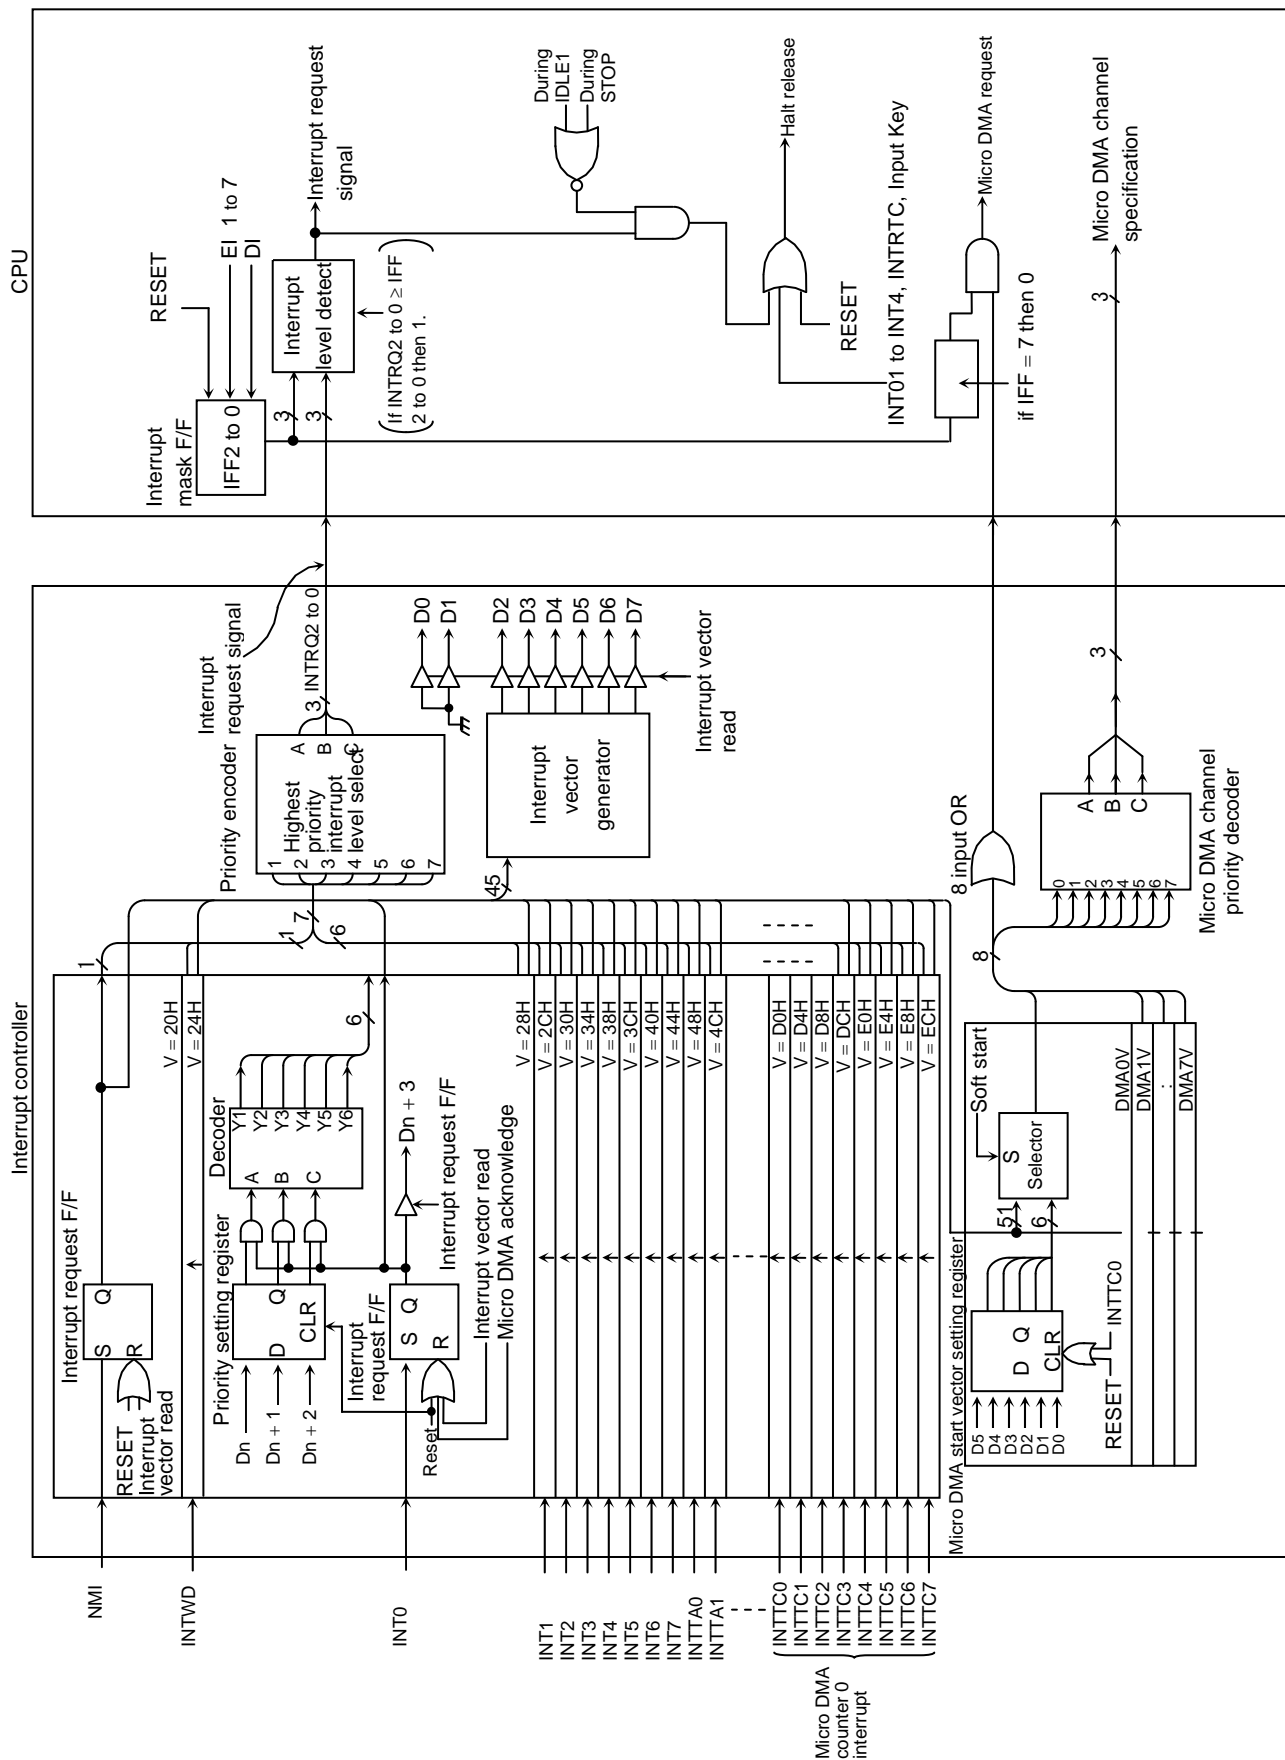 Interrupt controller
CPU
NMI
INTWD
INT0
INT1
INT2
INT3
INT4
INT5
INT6
INT7
INTTA0
INTTA1
INTTC0
INTTC1
INTTC2
INTTC3
INTTC4
INTTC5
INTTC6
INTTC7
Micro DMA
counter 0
interrupt
Interrupt request F/F
S
Q
R
RESET
Interrupt
vector read
1
V = 20H
V = 24H
Priority setting register
Dn
Dn + 1
Dn + 2
D
Q
CLR
Decoder
A
B
C
Y1
Y2
Y3
Y4
Y5
Y6
6
Interrupt
request F/F
S
Q
R
Reset
Dn + 3
Interrupt request F/F
Interrupt vector read
Micro DMA acknowledge
V = 28H
V = 2CH
V = 30H
V = 34H
V = 38H
V = 3CH
V = 40H
V = 44H
V = 48H
V = 4CH
V = D0H
V = D4H
V = D8H
V = DCH
V = E0H
V = E4H
V = E8H
V = ECH
Micro DMA start vector setting register
D5
D4
D3
D2
D1
D0
D
Q
CLR
RESET
INTTC0
51
6
S
Selector
Soft start
DMA0V
DMA1V
:
DMA7V
1
7
6
45
Priority encoder
1
2
3
4
5
6
7
Highest
priority
interrupt
level select
A
B
C
3
INTRQ2 to 0
Interrupt
request signal
Interrupt
vector
generator
D0
D1
D2
D3
D4
D5
D6
D7
Interrupt vector
read
8
8 input OR
0
1
2
3
4
5
6
7
A
B
C
Micro DMA channel
priority decoder
3
Interrupt
mask F/F
IFF2 to 0
RESET
EI 1 to 7
DI
3
3
Interrupt
level detect
If INTRQ2 to 0 ≥ IFF
2 to 0 then 1.
Interrupt request
signal
During
IDLE1
During
STOP
RESET
Halt release
INT01 to INT4, INTRTC, Input Key
if IFF = 7 then 0
Micro DMA request
3
Micro DMA channel
specification